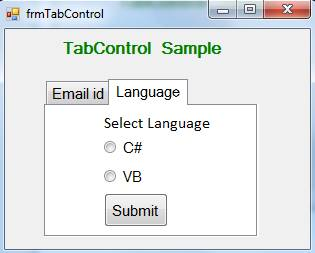 frmTabControl
TabControl Sample
Email id Language
Select Language
C#
VB
Submit